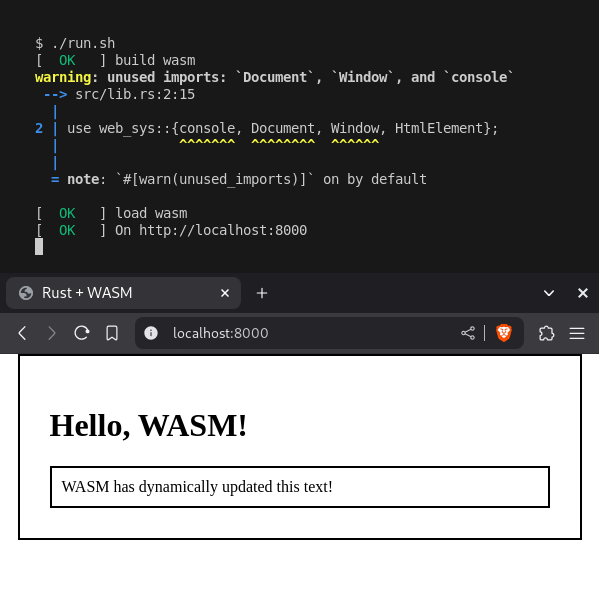 $ ./run.sh
[  OK   ] build wasm
warning: unused imports: `Document`, `Window`, and `console`
 --> src/lib.rs:2:15
  |
2 | use web_sys::{console, Document, Window, HtmlElement};
  |               ^^^^^^^  ^^^^^^^^  ^^^^^^
  |
  = note: `#[warn(unused_imports)]` on by default
[  OK   ] load wasm
[  OK   ] On http://localhost:8000
Rust + WASM
localhost:8000
Hello, WASM!
WASM has dynamically updated this text!